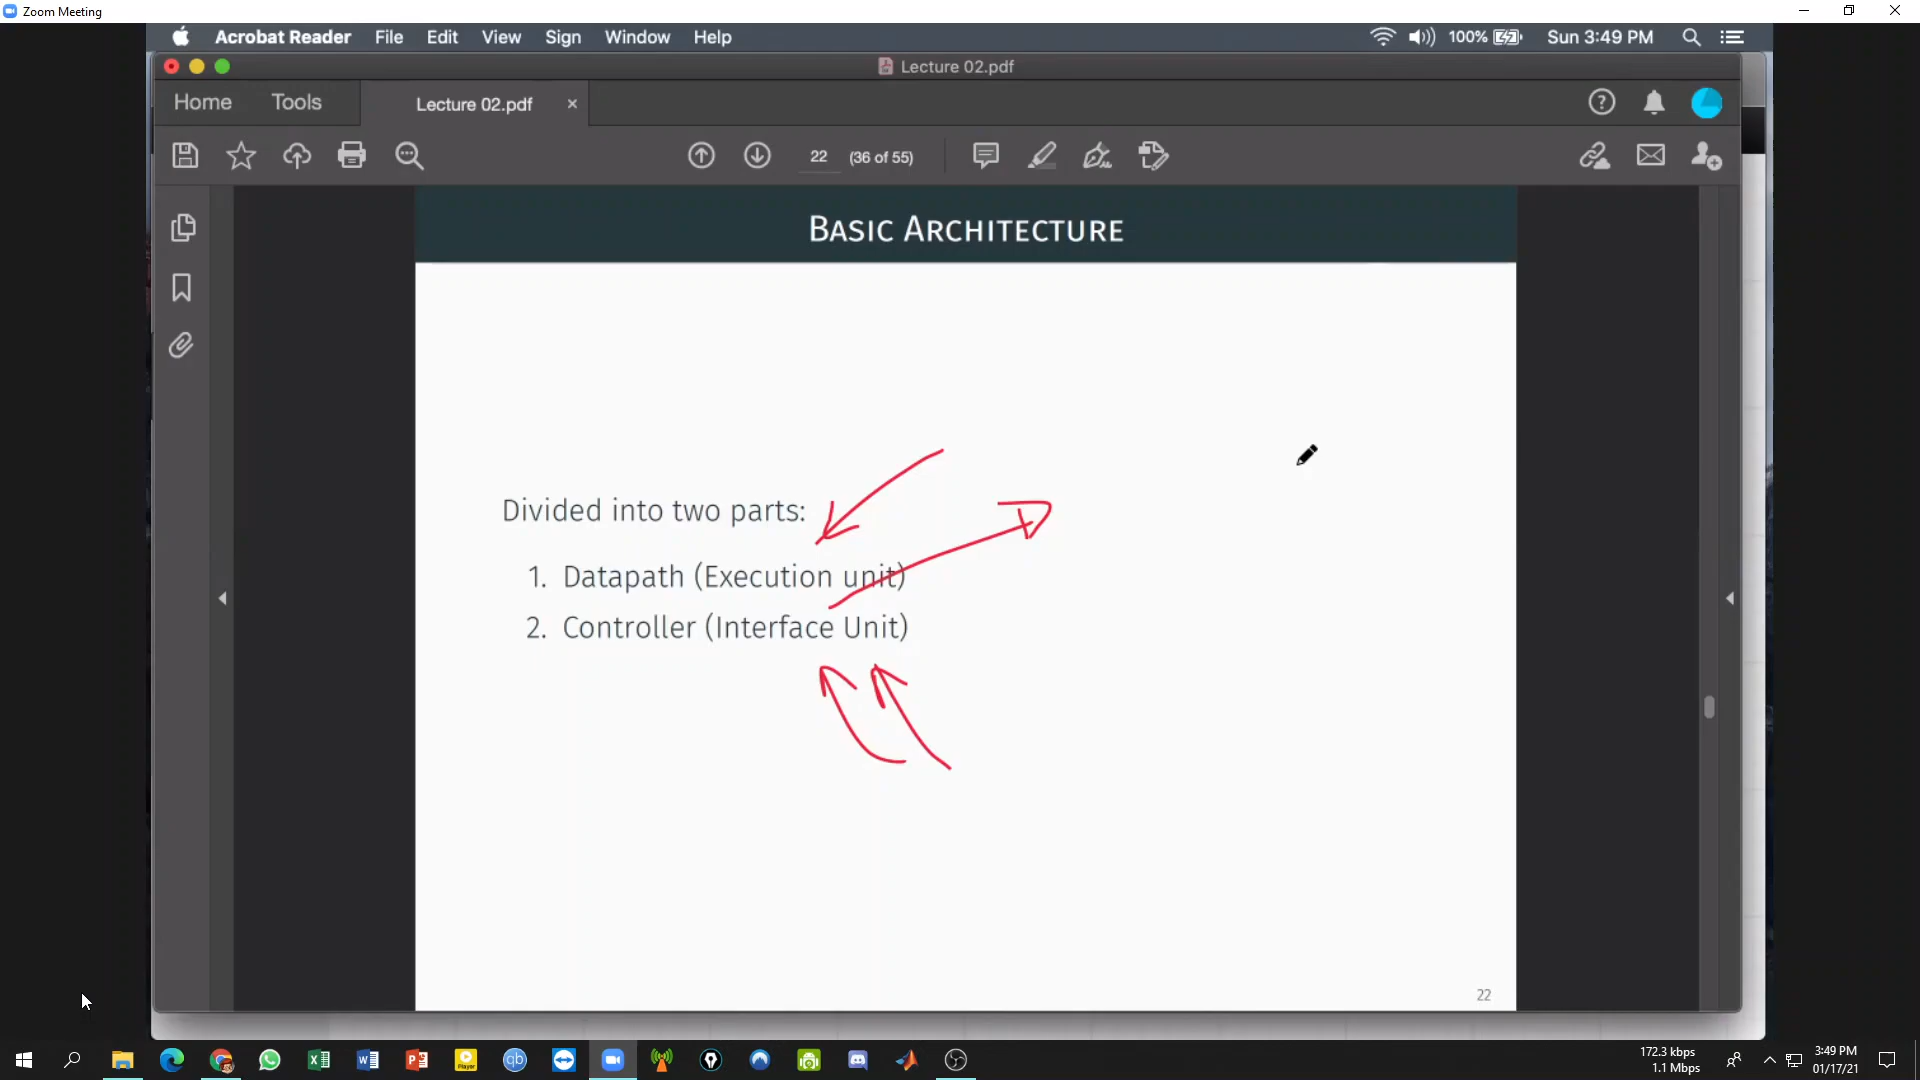 Zoom Meeting
Acrobat Reader File Edit View Sign Window Help 100% Sun 3:49 PM
Lecture 02.pdf
Home Tools Lecture 02.pdf
22 (36 of 55)
BASIC ARCHITECTURE
Divided into two parts:
1. Datapath (Execution unit)
2. Controller (Interface Unit)
22
172.3 kbps
1.1 Mbps
3:49 PM
01/17/21
qb
Player